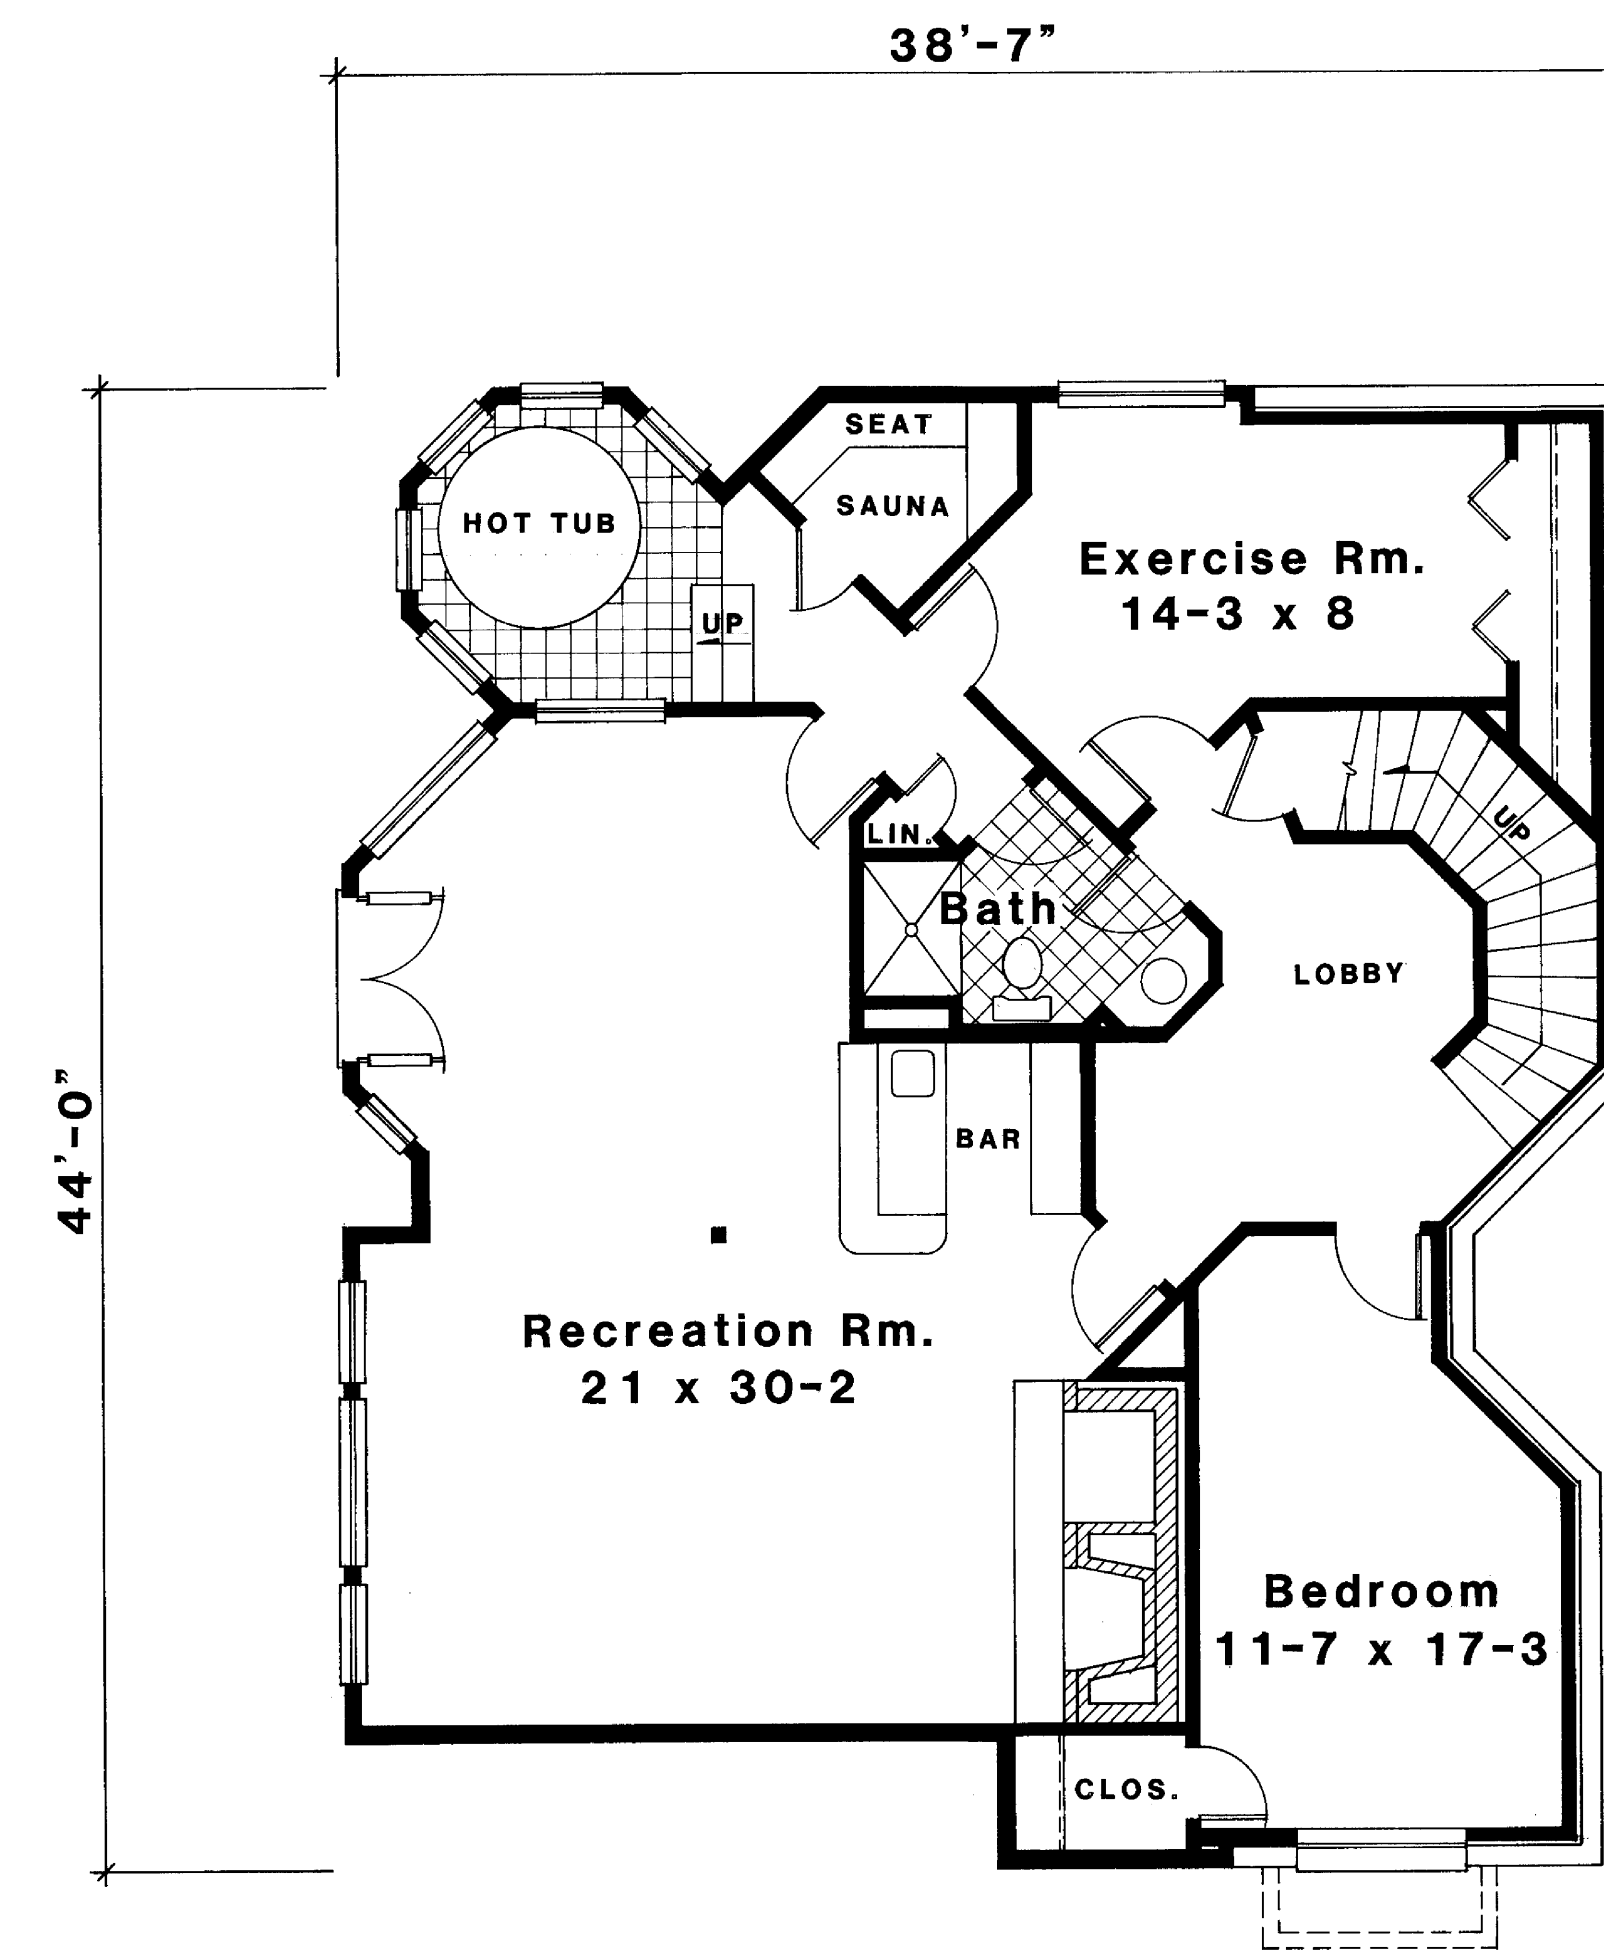 38'-7"
SEAT
SAUNA
HOT TUB
Exercise Rm.
14-3 x 8
UP
UP
LIN.
Bath
LOBBY
44'-0"
BAR
Recreation Rm.
21 x 30-2
Bedroom
11-7 x 17-3
CLOS.